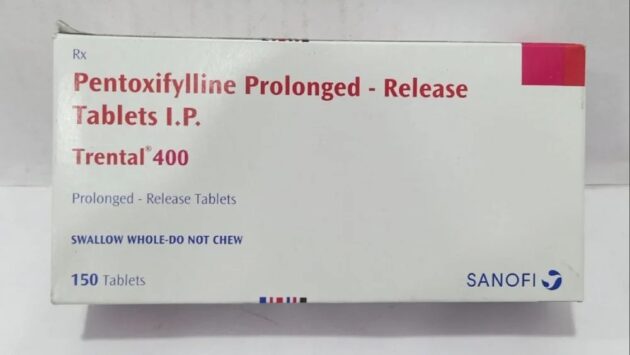 Rx
Pentoxifylline Prolonged - Release
Tablets I.P.
Trental® 400
Prolonged - Release Tablets
SWALLOW WHOLE-DO NOT CHEW
150 Tablets
SANOFI